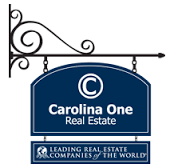 C
Carolina One
Real Estate
LEADING REAL ESTATE
COMPANIES of THE WORLD